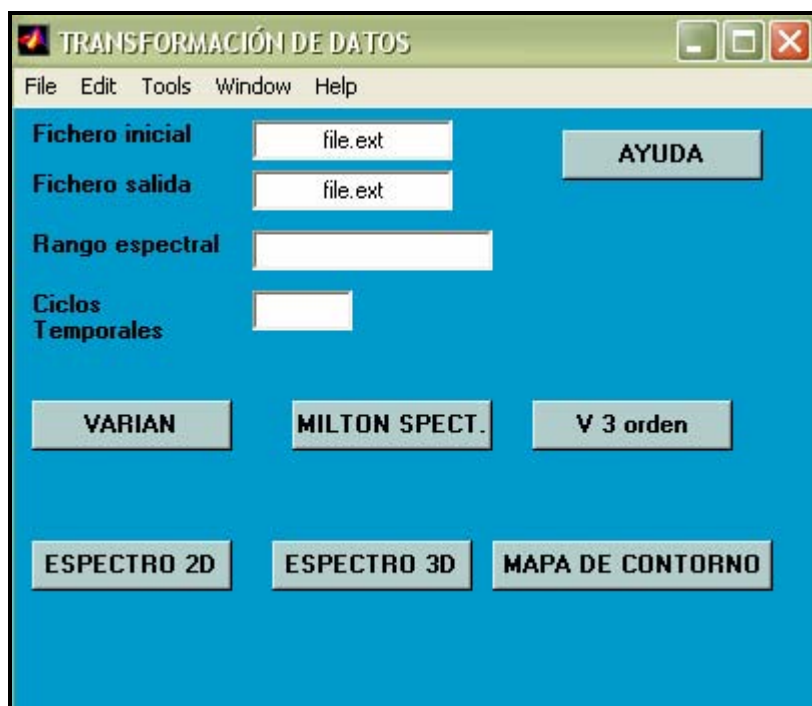 TRANSFORMACIÓN DE DATOS
File Edit Tools Window Help
Fichero inicial
file.ext
AYUDA
Fichero salida
file.ext
Rango espectral
Ciclos
Temporales
VARIAN
MILTON SPECT.
V 3 orden
ESPECTRO 2D
ESPECTRO 3D
MAPA DE CONTORNO